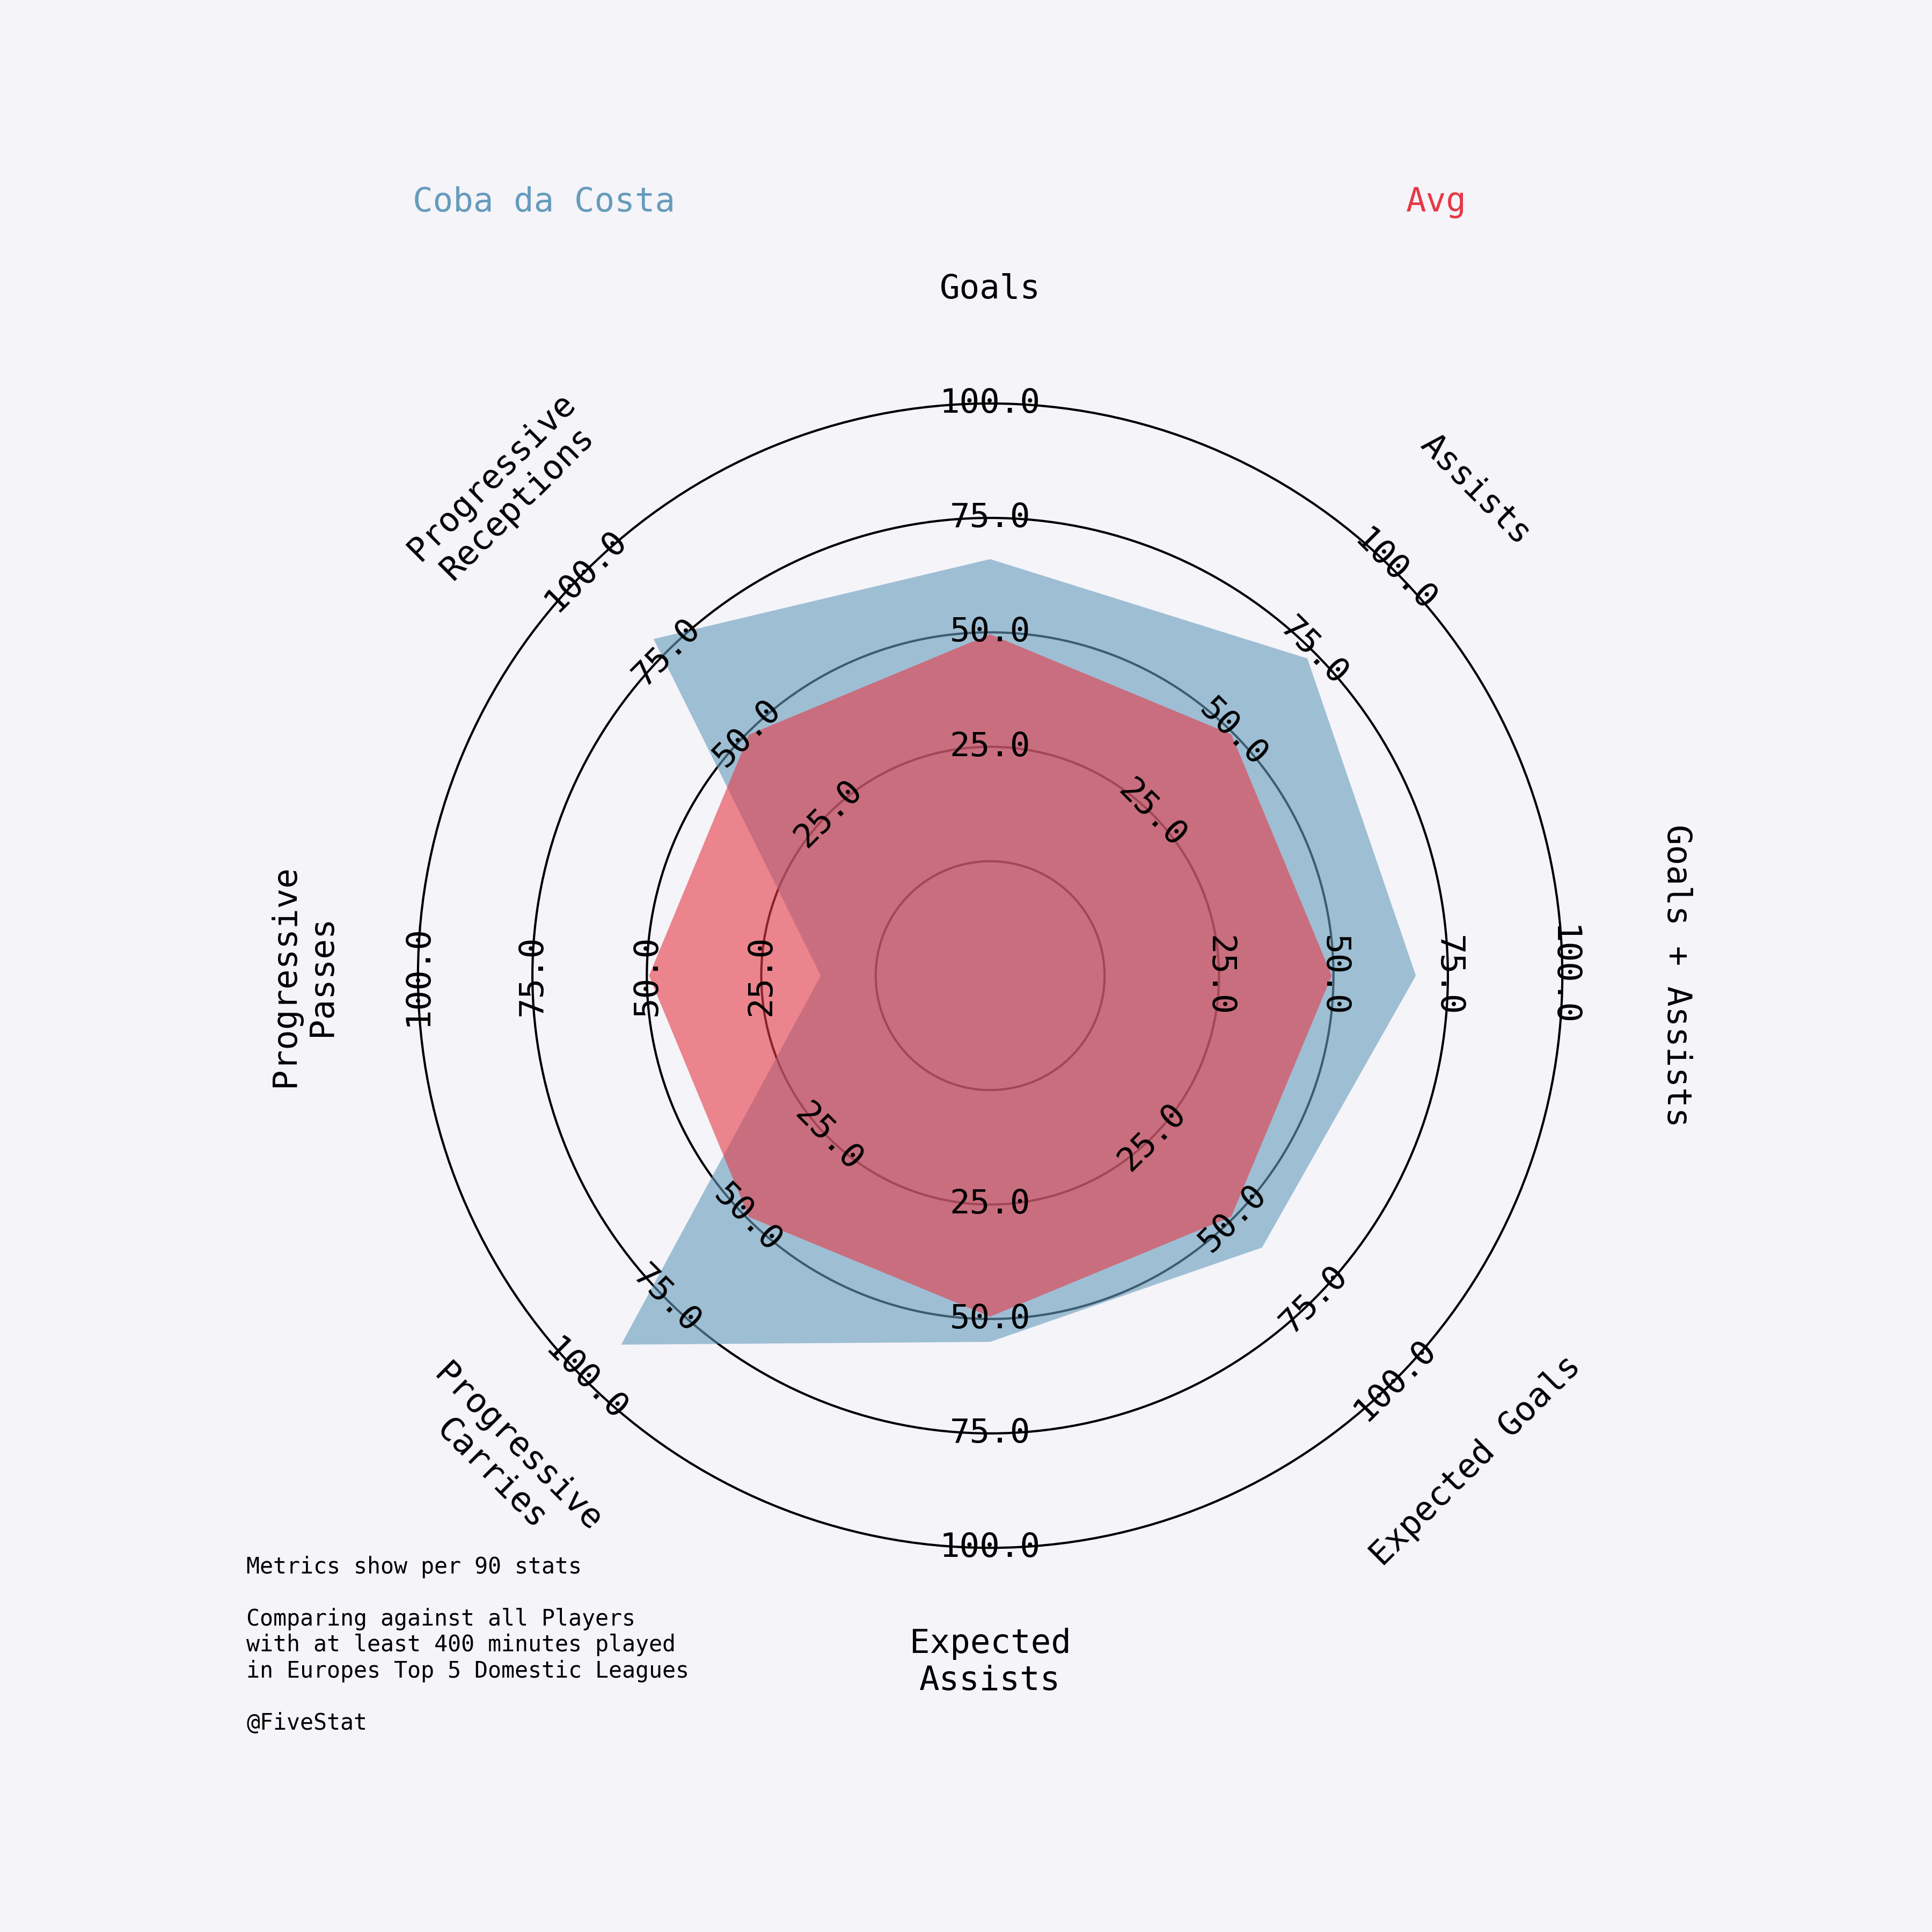 Coba da Costa
Avg
Goals
Assists
Goals + Assists
Expected Goals
Expected
Assists
Progressive
Carries
Progressive
Passes
Progressive
Receptions
25.0
50.0
75.0
100.0
25.0
50.0
75.0
100.0
25.0
50.0
75.0
100.0
25.0
50.0
75.0
100.0
25.0
50.0
75.0
100.0
25.0
50.0
75.0
100.0
25.0
50.0
75.0
100.0
25.0
50.0
75.0
100.0
Metrics show per 90 stats
Comparing against all Players
with at least 400 minutes played
in Europes Top 5 Domestic Leagues
@FiveStat